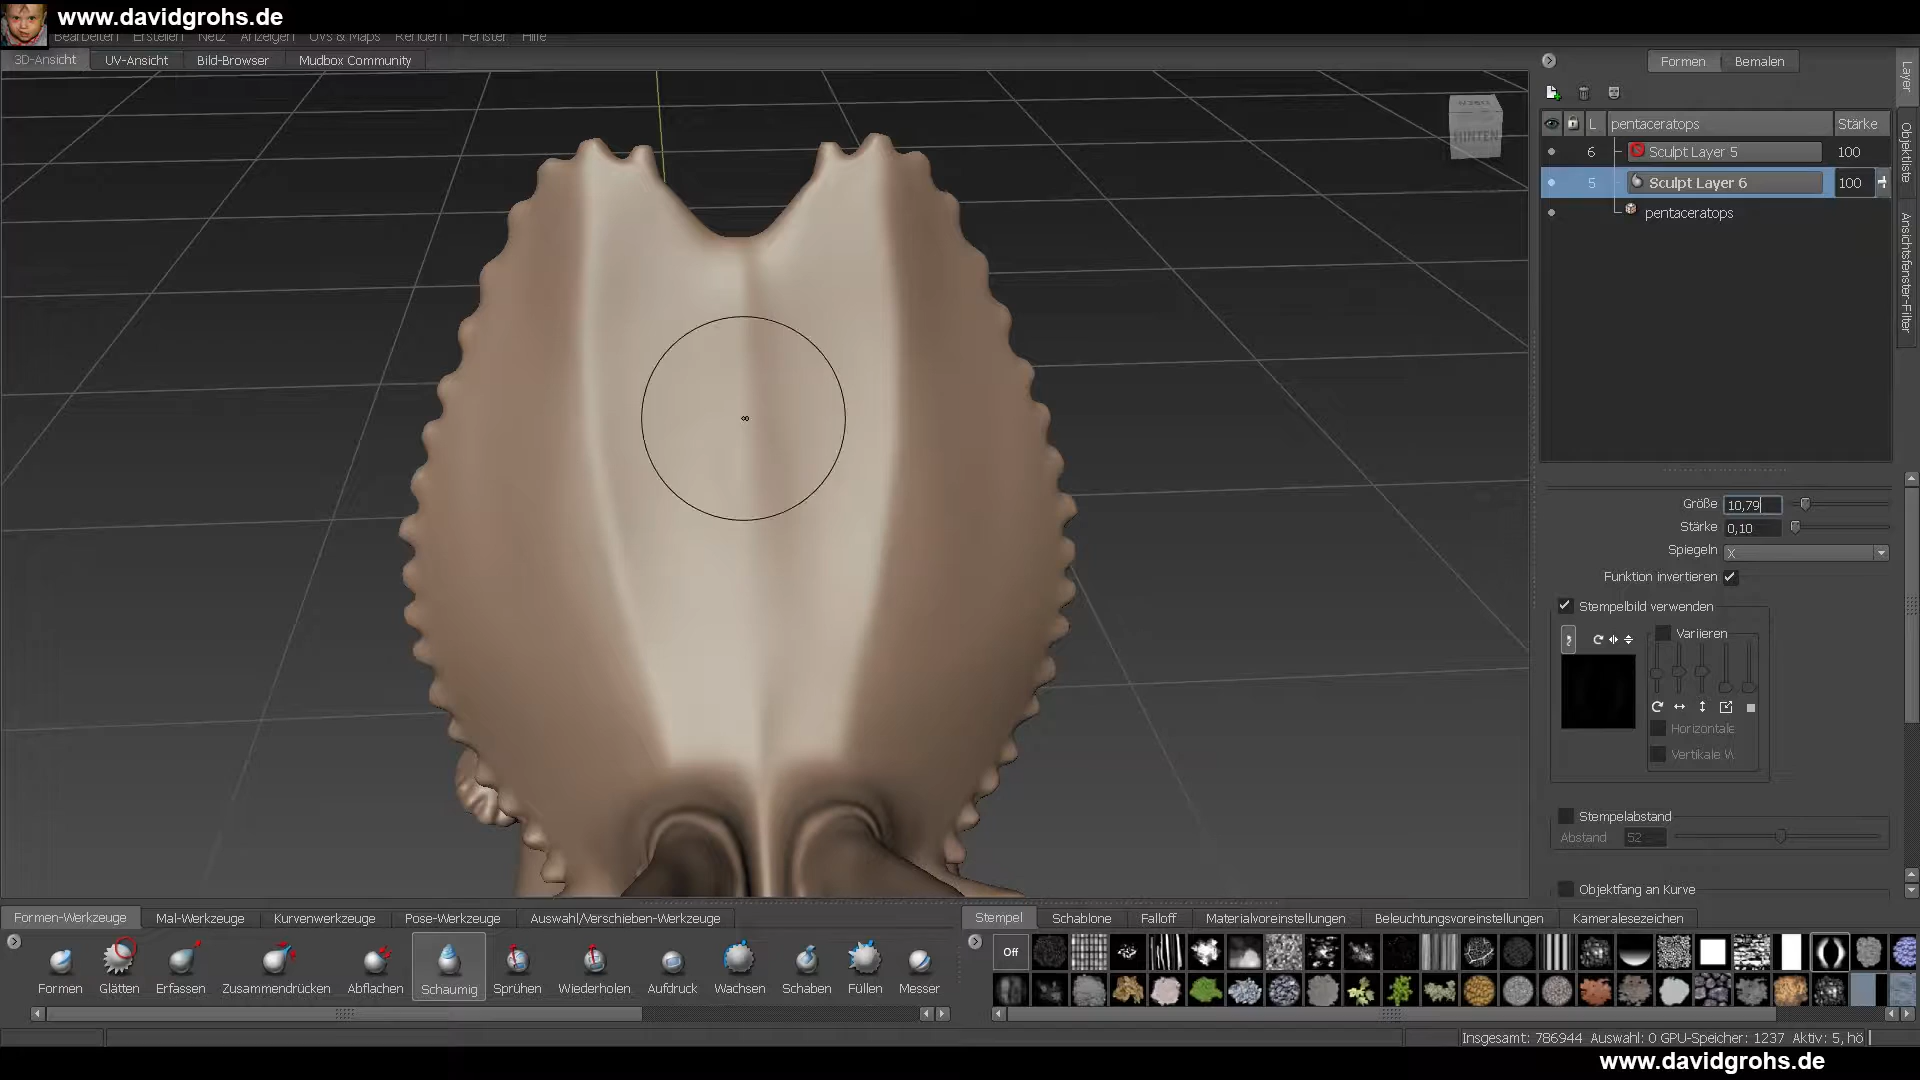 www.davidgrohs.de
Bearbeiten Erstellen Netz Anzeigen UVs & Maps Rendern Fenster Hilfe
3D-Ansicht UV-Ansicht Bild-Browser Mudbox Community
Formen Bemalen
Layer
Objektliste
Ansichtsfenster-Filter
L pentaceratops Stärke
6 Sculpt Layer 5 100
5 Sculpt Layer 6 100
pentaceratops
HINTEN
Größe 10,79
Stärke 0,10
Spiegeln X
Funktion invertieren
Stempelbild verwenden
Variieren
Horizontale
Vertikale W
Stempelabstand
Abstand 52
Objektfang an Kurve
Formen-Werkzeuge Mal-Werkzeuge Kurvenwerkzeuge Pose-Werkzeuge Auswahl/Verschieben-Werkzeuge
Stempel Schablone Falloff Materialvoreinstellungen Beleuchtungsvoreinstellungen Kameralesezeichen
Off
Formen Glätten Erfassen Zusammendrücken Abflachen Schaumig Sprühen Wiederholen Aufdruck Wachsen Schaben Füllen Messer
Insgesamt: 786944 Auswahl: 0 GPU-Speicher: 1237 Aktiv: 5, hö
www.davidgrohs.de